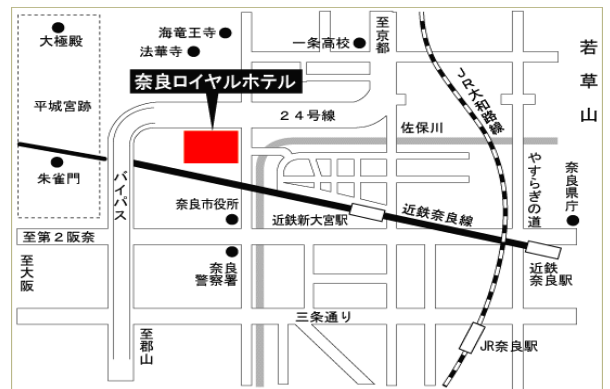 大極殿
海竜王寺
法華寺
一条高校
至京都
若草山
奈良ロイヤルホテル
JR大和路線
平城宮跡
24号線
佐保川
朱雀門
バイパス
やすらぎの道
奈良県庁
奈良市役所
近鉄新大宮駅
近鉄奈良線
至第2阪奈
至大阪
奈良
警察署
近鉄
奈良駅
三条通り
至郡山
JR奈良駅